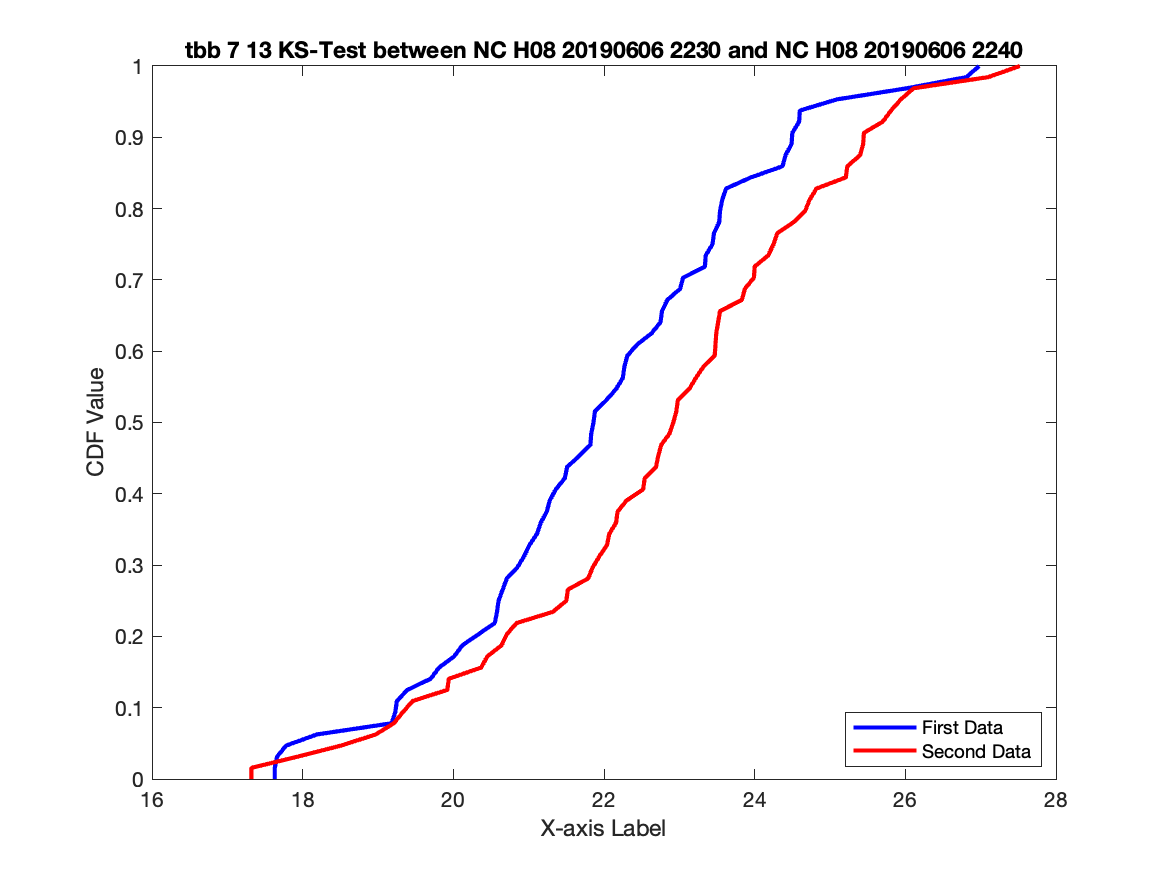 tbb 7 13 KS-Test between NC H08 20190606 2230 and NC H08 20190606 2240
1
0.9
0.8
0.7
0.6
0.5
0.4
0.3
0.2
0.1
0
CDF Value
16 18 20 22 24 26 28
X-axis Label
First Data
Second Data